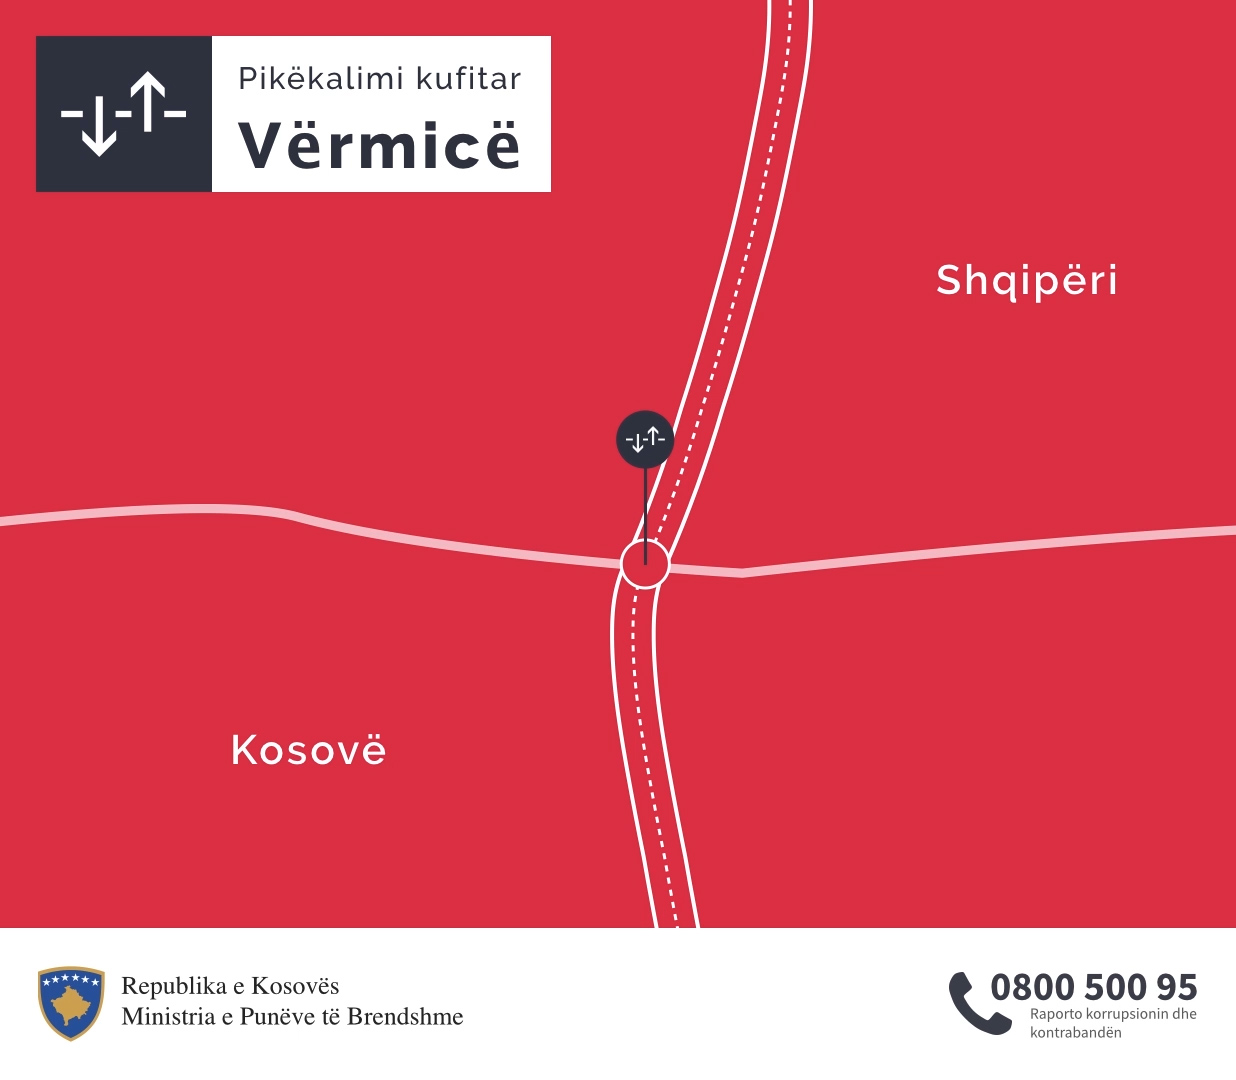 Pikëkalimi kufitar
Vërmicë
Shqipëri
Kosovë
Republika e Kosovës
Ministria e Punëve të Brendshme
0800 500 95
Raporto korrupsionin dhe
kontrabandën